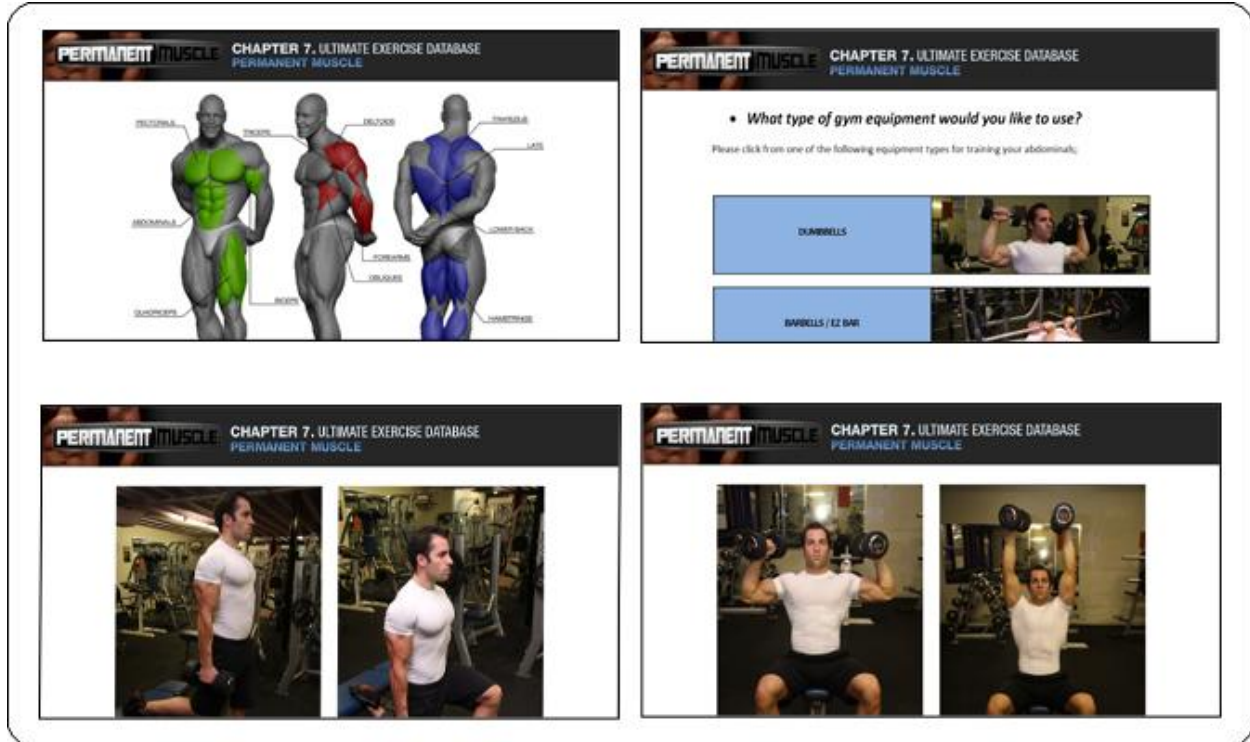 PERMANENT MUSCLE
CHAPTER 7. ULTIMATE EXERCISE DATABASE
PERMANENT MUSCLE
PECTORALS
TRICEPS
DELTOIDS
TRAPEZIUS
LATS
ABDOMINALS
LOWER BACK
FOREARMS
OBLIQUES
QUADRICEPS
BICEPS
HAMSTRINGS
PERMANENT MUSCLE
CHAPTER 7. ULTIMATE EXERCISE DATABASE
PERMANENT MUSCLE
• What type of gym equipment would you like to use?
Please click from one of the following equipment types for training your abdominals;
DUMBBELLS
BARBELLS / EZ BAR
PERMANENT MUSCLE
CHAPTER 7. ULTIMATE EXERCISE DATABASE
PERMANENT MUSCLE
PERMANENT MUSCLE
CHAPTER 7. ULTIMATE EXERCISE DATABASE
PERMANENT MUSCLE